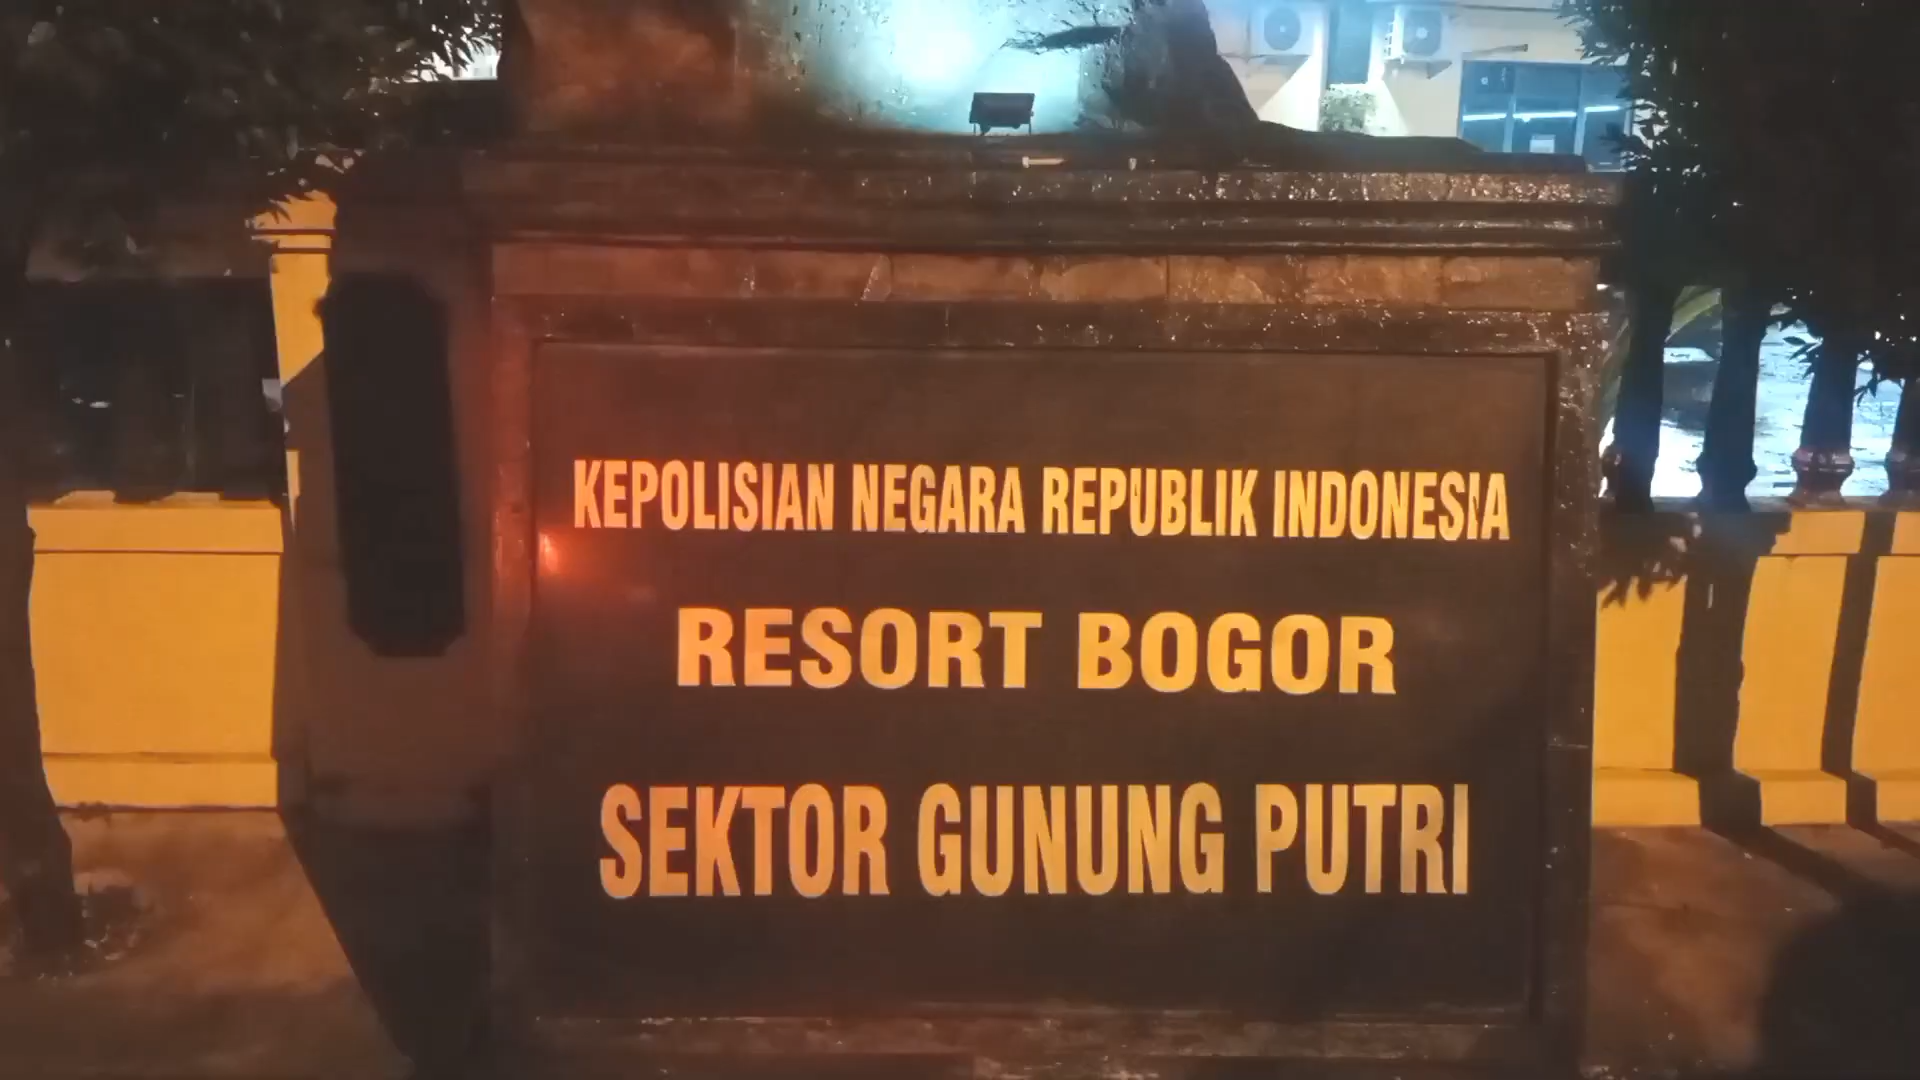 KEPOLISIAN NEGARA REPUBLIK INDONESIA
RESORT BOGOR
SEKTOR GUNUNG PUTRI